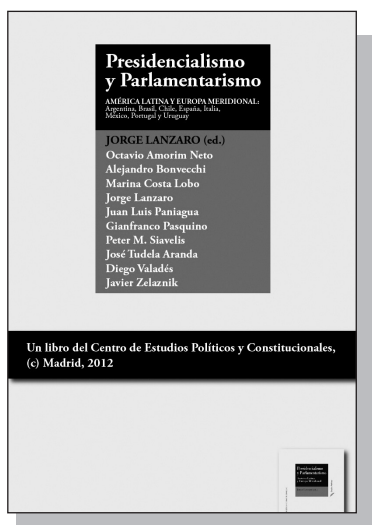 Presidencialismo
y Parlamentarismo
AMÉRICA LATINA Y EUROPA MERIDIONAL:
Argentina, Brasil, Chile, España, Italia,
México, Portugal y Uruguay
JORGE LANZARO (ed.)
Octavio Amorim Neto
Alejandro Bonvecchi
Marina Costa Lobo
Jorge Lanzaro
Juan Luis Paniagua
Gianfranco Pasquino
Peter M. Siavelis
José Tudela Aranda
Diego Valadés
Javier Zelaznik
Un libro del Centro de Estudios Políticos y Constitucionales,
(c) Madrid, 2012
Presidencialismo
y Parlamentarismo